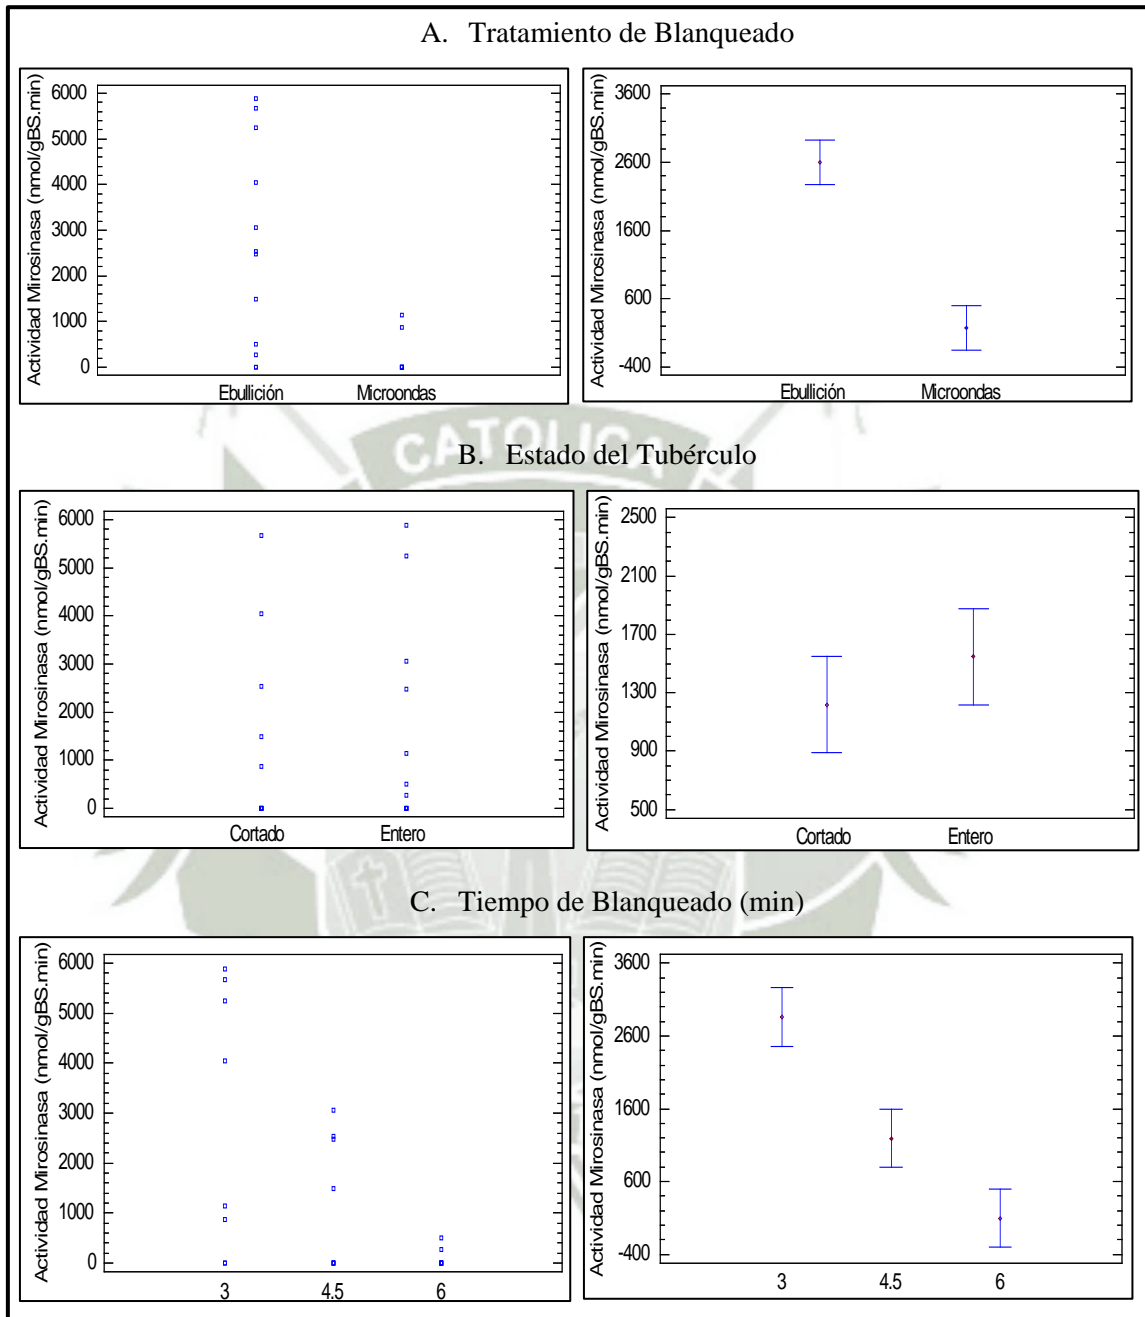 A. Tratamiento de Blanqueado
Actividad Mirosinasa (nmol/gBS.min)
6000
5000
4000
3000
2000
1000
0
Ebullición Microondas
Actividad Mirosinasa (nmol/gBS.min)
3600
2600
1600
600
-400
Ebullición Microondas
CATOLICA
B. Estado del Tubérculo
Actividad Mirosinasa (nmol/gBS.min)
6000
5000
4000
3000
2000
1000
0
Cortado Entero
Actividad Mirosinasa (nmol/gBS.min)
2500
2100
1700
1300
900
500
Cortado Entero
C. Tiempo de Blanqueado (min)
Actividad Mirosinasa (nmol/gBS.min)
6000
5000
4000
3000
2000
1000
0
3 4.5 6
Actividad Mirosinasa (nmol/gBS.min)
3600
2600
1600
600
-400
3 4.5 6